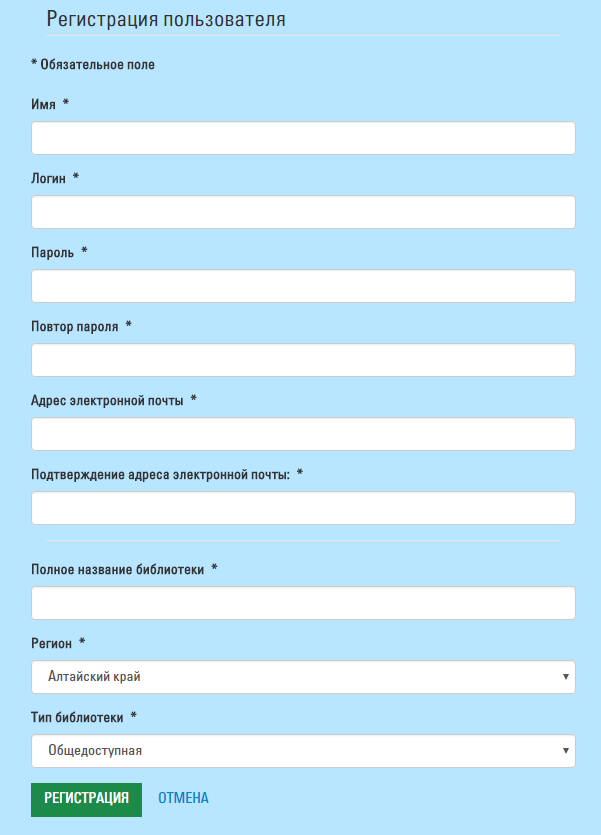 Регистрация пользователя
* Обязательное поле
Имя *
Логин *
Пароль *
Повтор пароля *
Адрес электронной почты *
Подтверждение адреса электронной почты: *
Полное название библиотеки *
Регион *
Алтайский край
Тип библиотеки *
Общедоступная
РЕГИСТРАЦИЯ ОТМЕНА